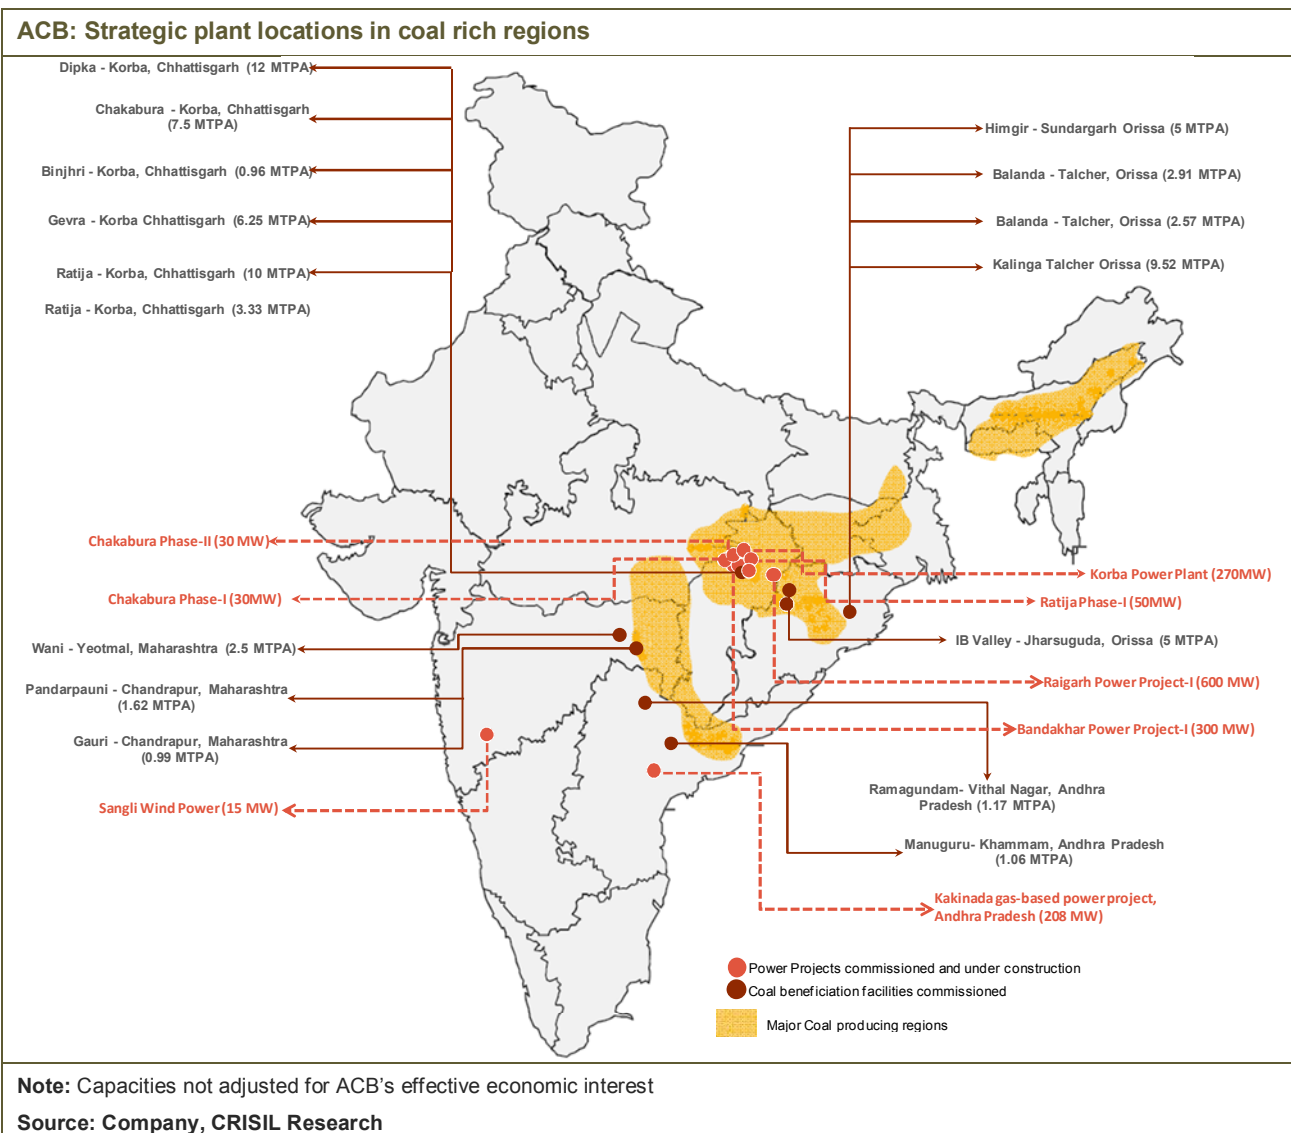 ACB: Strategic plant locations in coal rich regions
Dipka - Korba, Chhattisgarh (12 MTPA)
Chakabura - Korba, Chhattisgarh
(7.5 MTPA)
Binjhri - Korba, Chhattisgarh (0.96 MTPA)
Gevra - Korba Chhattisgarh (6.25 MTPA)
Ratija - Korba, Chhattisgarh (10 MTPA)
Ratija - Korba, Chhattisgarh (3.33 MTPA)
Himgir - Sundargarh Orissa (5 MTPA)
Balanda - Talcher, Orissa (2.91 MTPA)
Balanda - Talcher, Orissa (2.57 MTPA)
Kalinga Talcher Orissa (9.52 MTPA)
Chakabura Phase-II (30 MW)
Chakabura Phase-I (30MW)
Wani - Yeotmal, Maharashtra (2.5 MTPA)
Pandarpauni - Chandrapur, Maharashtra
(1.62 MTPA)
Gauri - Chandrapur, Maharashtra
(0.99 MTPA)
Sangli Wind Power (15 MW)
Korba Power Plant (270MW)
Ratija Phase-I (50MW)
IB Valley - Jharsuguda, Orissa (5 MTPA)
Raigarh Power Project-I (600 MW)
Bandakhar Power Project-I (300 MW)
Ramagundam- Vithal Nagar, Andhra
Pradesh (1.17 MTPA)
Manuguru- Khammam, Andhra Pradesh
(1.06 MTPA)
Kakinada gas-based power project,
Andhra Pradesh (208 MW)
Power Projects commissioned and under construction
Coal beneficiation facilities commissioned
Major Coal producing regions
Note: Capacities not adjusted for ACB's effective economic interest
Source: Company, CRISIL Research